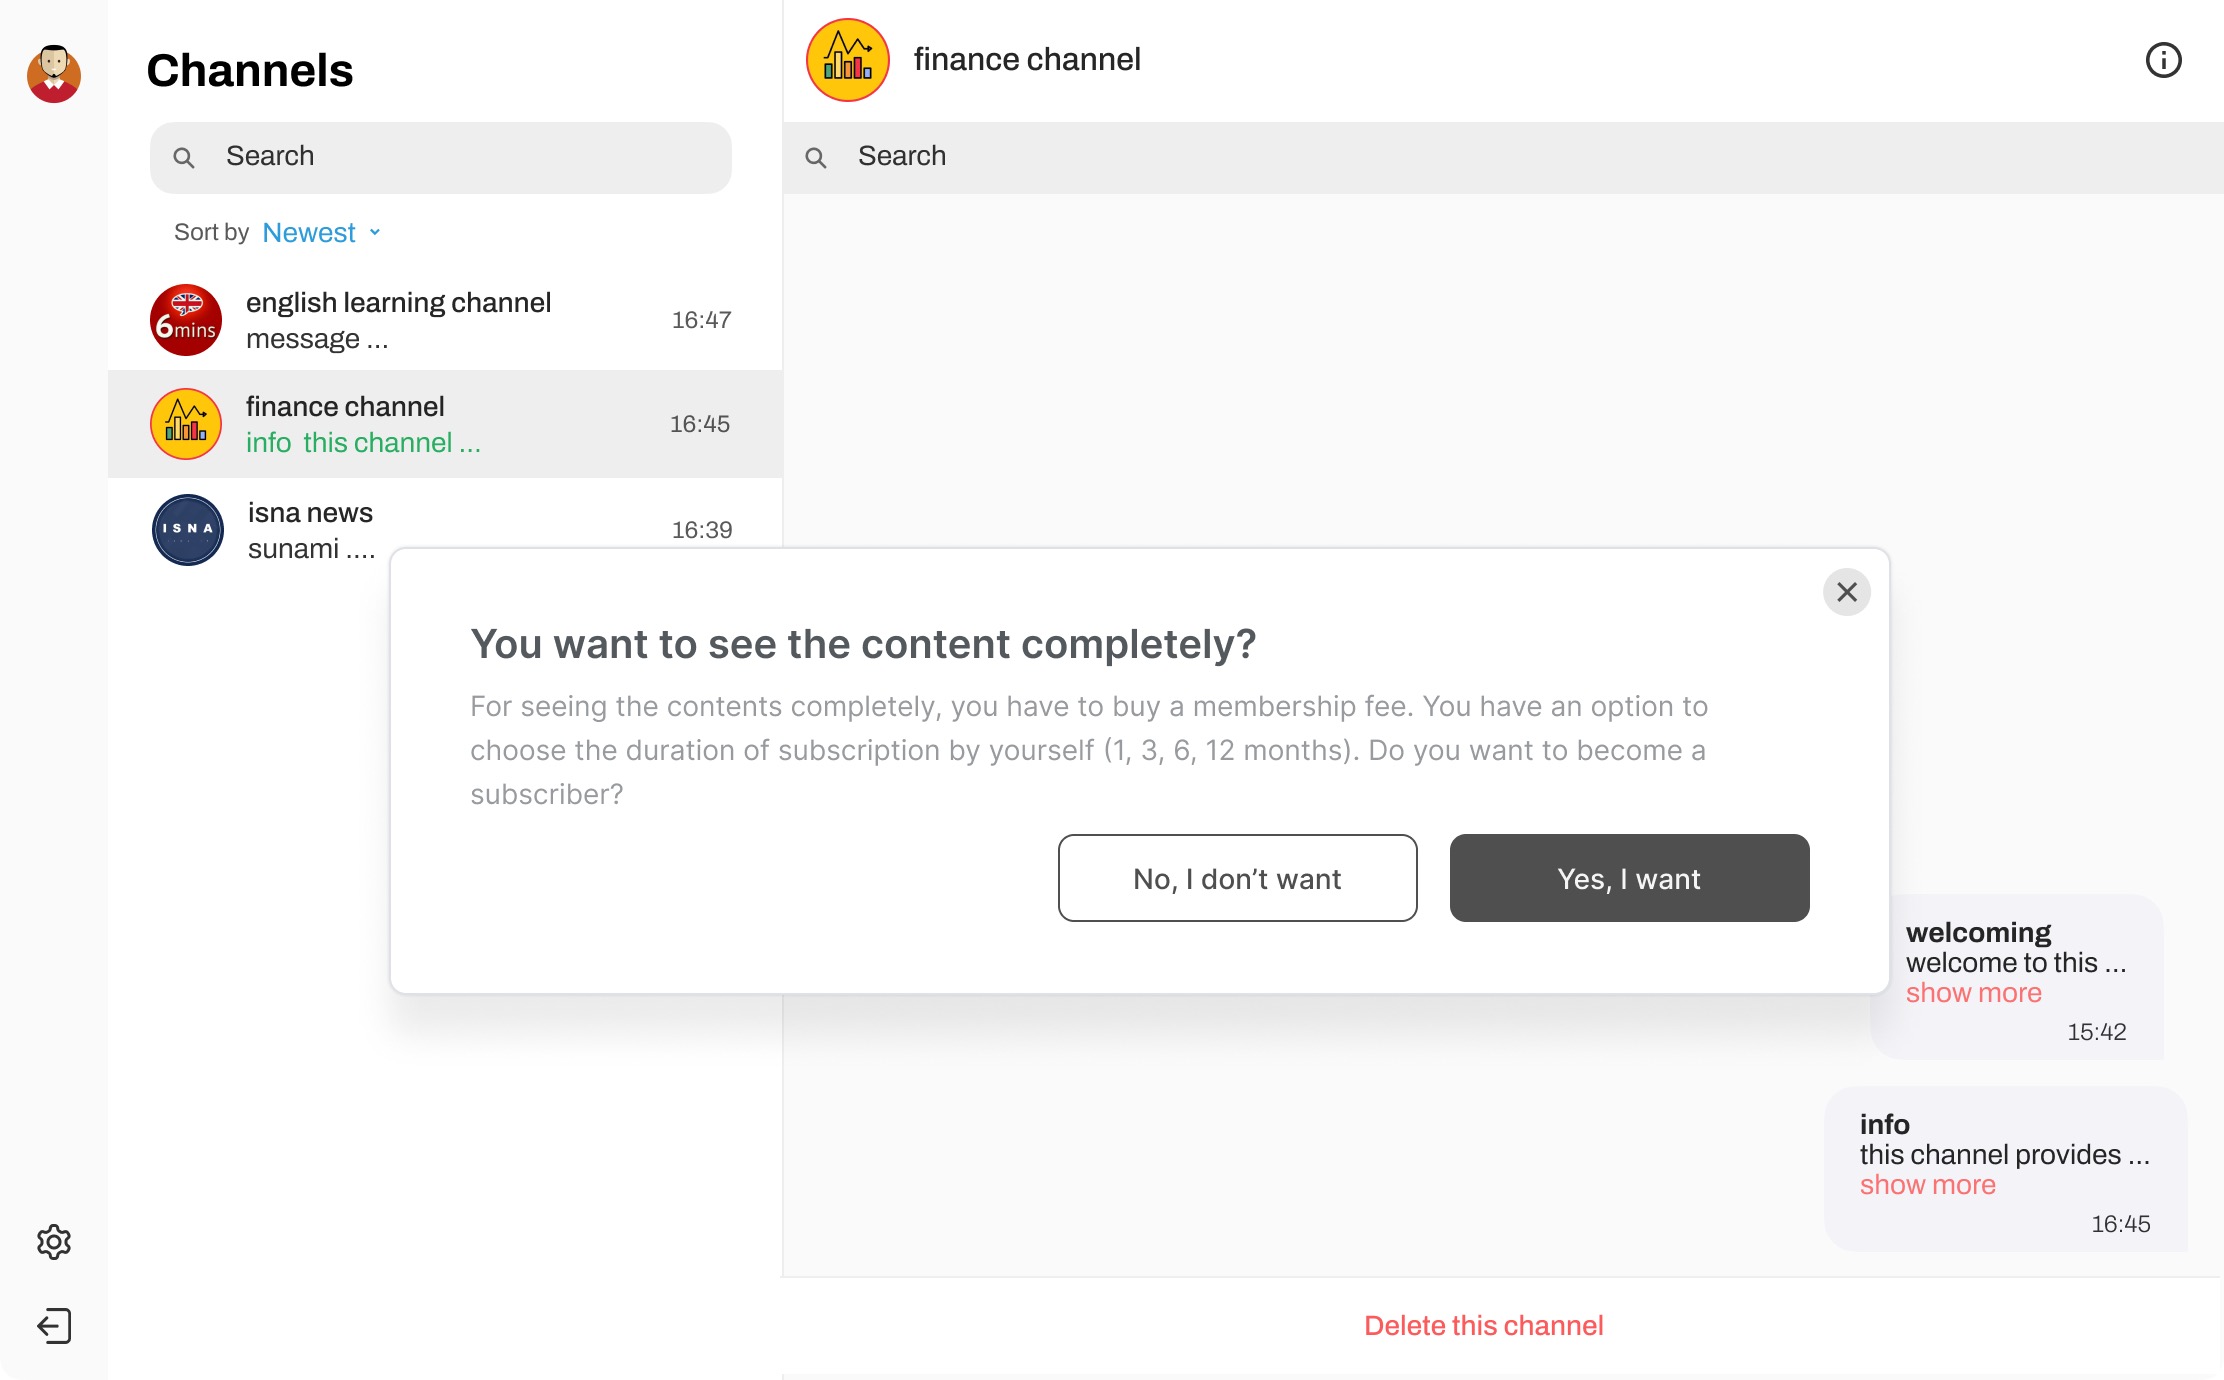 Channels
Search
Sort by Newest
6mins
english learning channel
message ...
16:47
finance channel
info  this channel ...
16:45
ISNA
isna news
sunami ....
16:39
finance channel
Search
You want to see the content completely?
For seeing the contents completely, you have to buy a membership fee. You have an option to
choose the duration of subscription by yourself (1, 3, 6, 12 months). Do you want to become a
subscriber?
No, I don’t want
Yes, I want
welcoming
welcome to this ...
show more
15:42
info
this channel provides ...
show more
16:45
Delete this channel